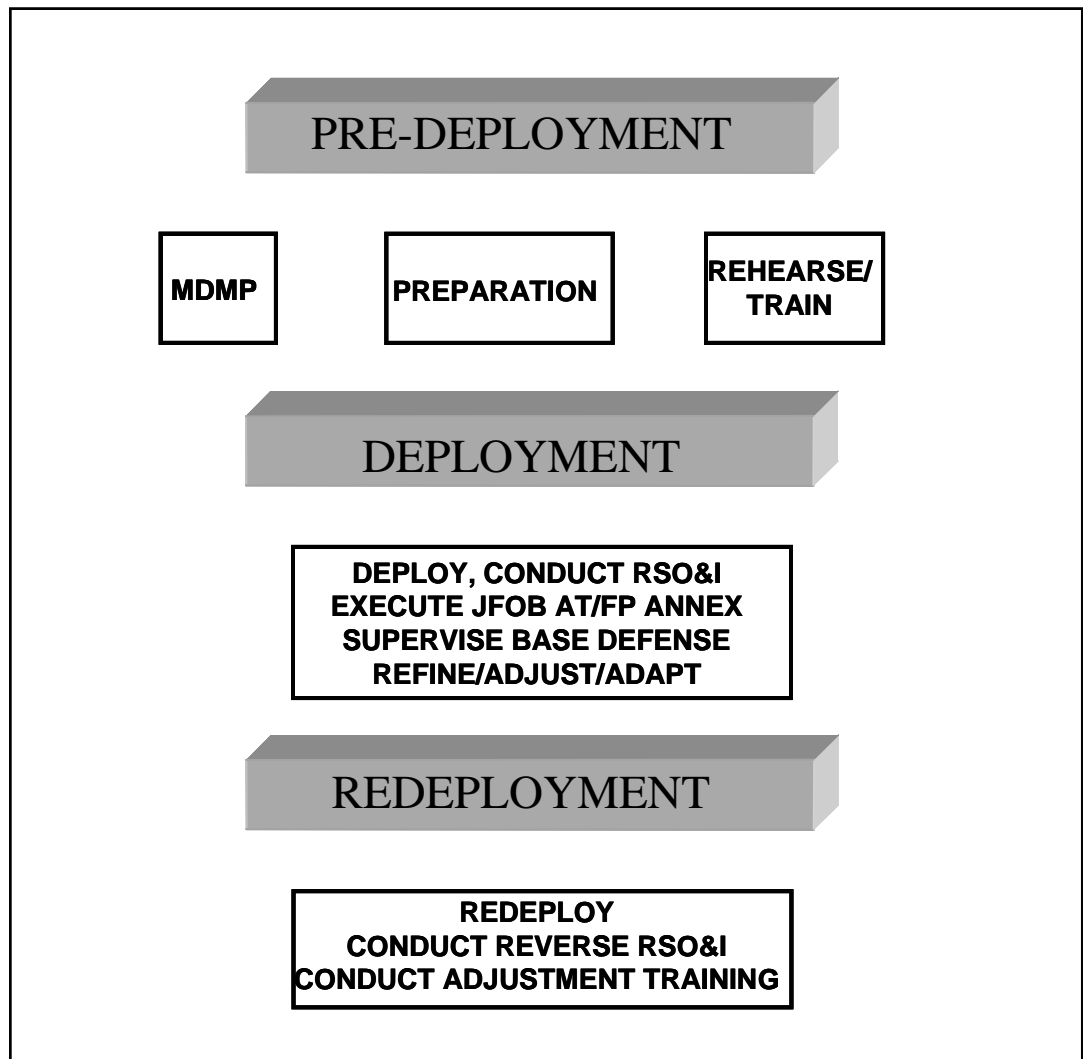 PRE-DEPLOYMENT
MDMP
PREPARATION
REHEARSE/
TRAIN
DEPLOYMENT
DEPLOY, CONDUCT RSO&I
EXECUTE JFOB AT/FP ANNEX
SUPERVISE BASE DEFENSE
REFINE/ADJUST/ADAPT
REDEPLOYMENT
REDEPLOY
CONDUCT REVERSE RSO&I
CONDUCT ADJUSTMENT TRAINING